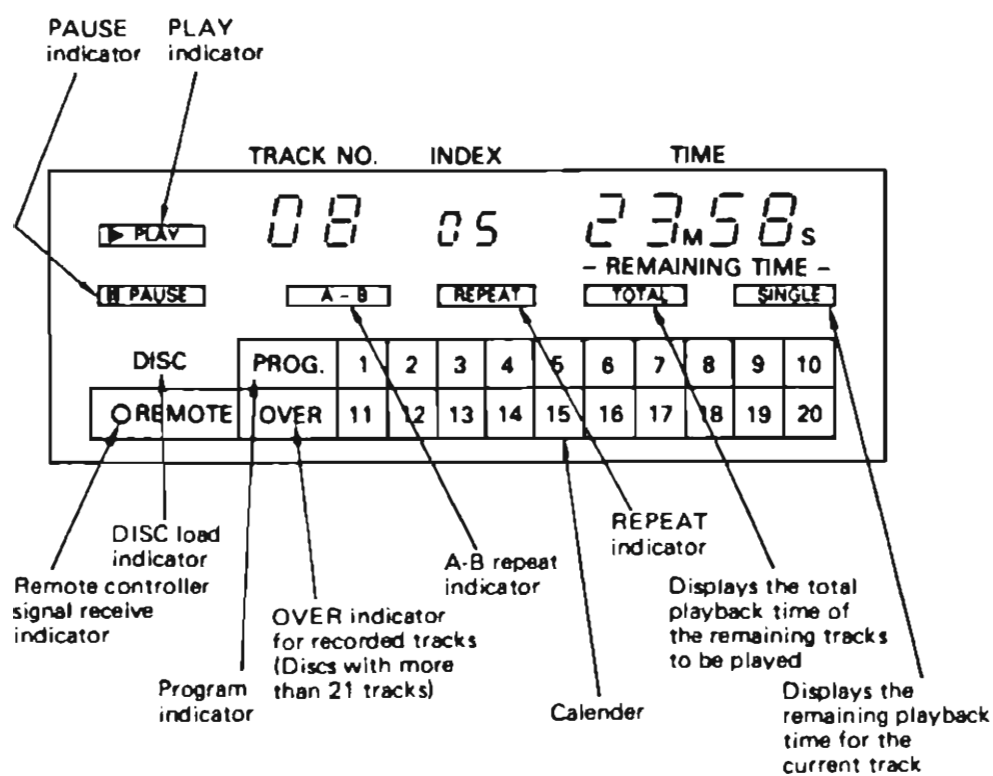 PAUSE
indicator
PLAY
indicator
TRACK NO. INDEX TIME
▶ PLAY 08 05 23 M 58 S
– REMAINING TIME –
PAUSE A – B REPEAT TOTAL SINGLE
DISC PROG. 1 2 3 4 5 6 7 8 9 10
REMOTE OVER 11 12 13 14 15 16 17 18 19 20
DISC load
indicator
Remote controller
signal receive
indicator
Program
indicator
OVER indicator
for recorded tracks
(Discs with more
than 21 tracks)
A-B repeat
indicator
Calender
REPEAT
indicator
Displays the total
playback time of
the remaining tracks
to be played
Displays the
remaining playback
time for the
current track